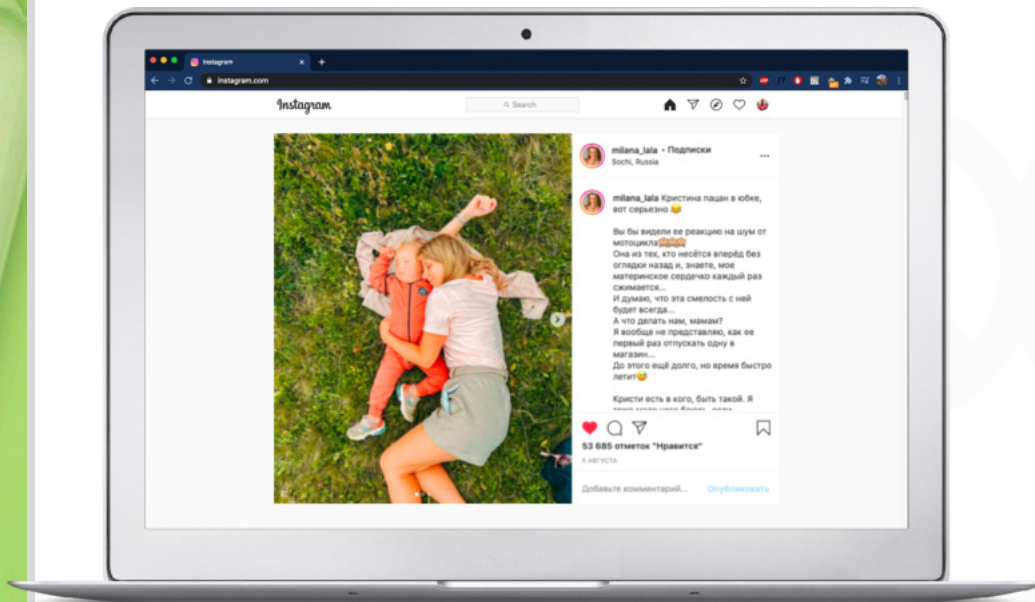 Instagram
instagram.com
Instagram
Search
milana_lala • Подписки
Sochi, Russia
milana_lala Кристина пацан в юбке,
вот серьезно😂
Вы бы видели ее реакцию на шум от
мотоцикла🙈🙈🙈
Она из тех, кто несётся вперёд без
оглядки назад и, знаете, мое
материнское сердечко каждый раз
сжимается...
И думаю, что эта смелость с ней
будет всегда...
А что делать нам, мамам?
Я вообще не представляю, как ее
первый раз отпускать одну в
магазин...
До этого ещё долго, но время быстро
летит😅
Кристи есть в кого, быть такой. Я
53 685 отметок "Нравится"
5 АВГУСТА
Добавьте комментарий...
Опубликовать